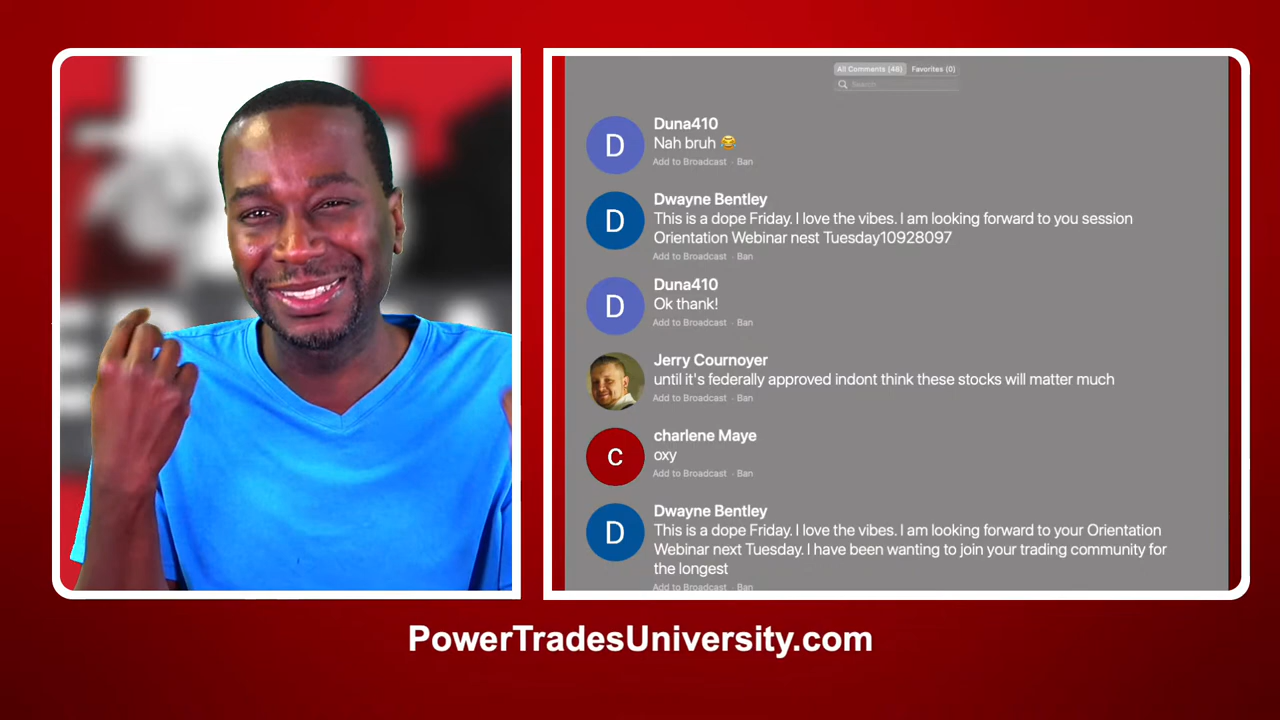 All Comments (46) Favorites (0)
Search
D
Duna410
Nah bruh 😂
Add to Broadcast · Ban
D
Dwayne Bentley
This is a dope Friday. I love the vibes. I am looking forward to you session
Orientation Webinar nest Tuesday10928097
Add to Broadcast · Ban
D
Duna410
Ok thank!
Add to Broadcast · Ban
Jerry Cournoyer
until it's federally approved indont think these stocks will matter much
Add to Broadcast · Ban
C
charlene Maye
oxy
Add to Broadcast · Ban
D
Dwayne Bentley
This is a dope Friday. I love the vibes. I am looking forward to your Orientation
Webinar next Tuesday. I have been wanting to join your trading community for
the longest
Add to Broadcast · Ban
PowerTradesUniversity.com